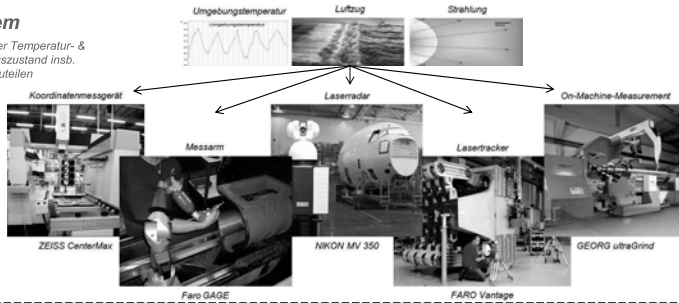 em
er Temperatur- &
szustand insb.
uteilen
Umgebungstemperatur
Luftzug
Strahlung
Umgebungstemperatur
Koordinatenmessgerät
Laserradar
On-Machine-Measurement
Messarm
Lasertracker
ZEISS CenterMax
NIKON MV 350
GEORG ultraGrind
Faro GAGE
FARO Vantage